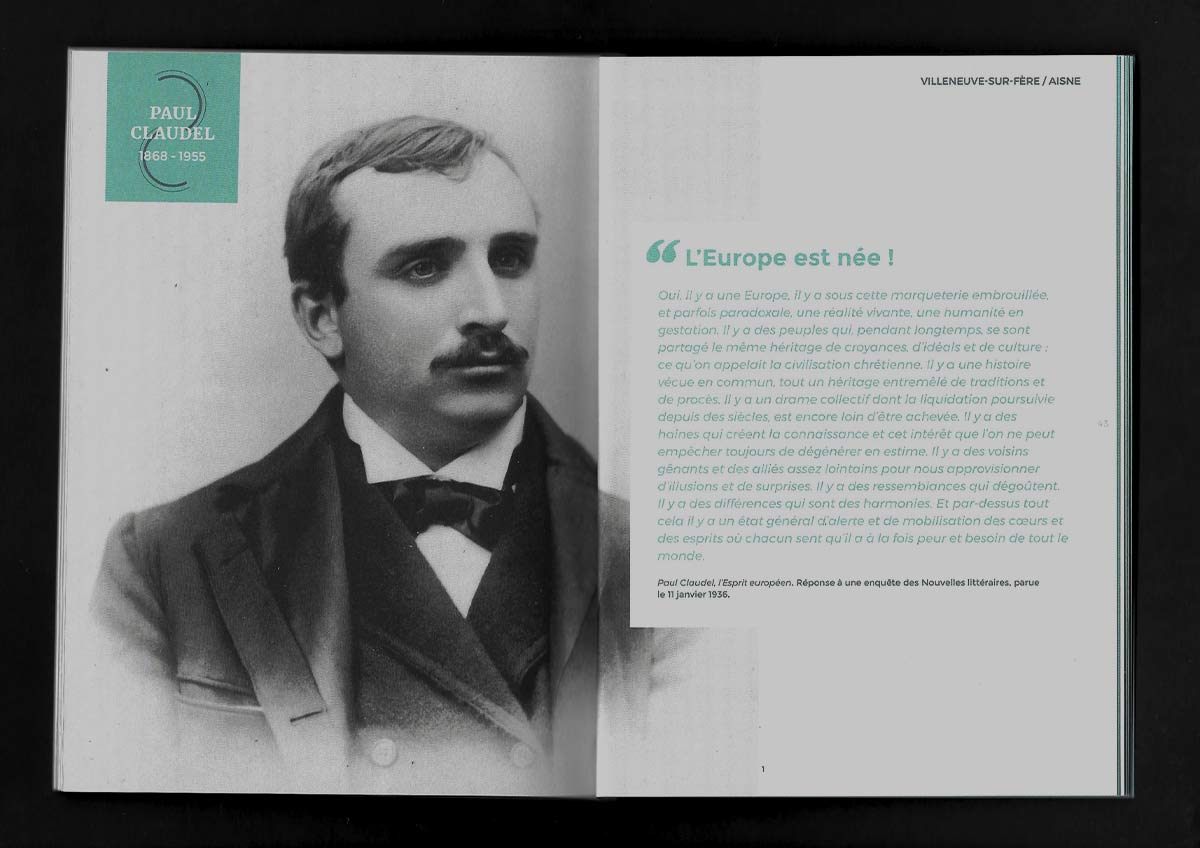 PAUL
CLAUDEL
1868 - 1955
VILLENEUVE-SUR-FÈRE / AISNE
“ L’Europe est née !
Oui, il y a une Europe, il y a sous cette marqueterie embrouillée,
et parfois paradoxale, une réalité vivante, une humanité en
gestation. Il y a des peuples qui, pendant longtemps, se sont
partagé le même héritage de croyances, d’idéals et de culture ;
ce qu’on appelait la civilisation chrétienne. Il y a une histoire
vécue en commun, tout un héritage entremêlé de traditions et
de procès. Il y a un drame collectif dont la liquidation poursuivie
depuis des siècles, est encore loin d’être achevée. Il y a des
haines qui créent la connaissance et cet intérêt que l’on ne peut
empêcher toujours de dégénérer en estime. Il y a des voisins
gênants et des alliés assez lointains pour nous approvisionner
d’illusions et de surprises. Il y a des ressemblances qui dégoûtent.
Il y a des différences qui sont des harmonies. Et par-dessus tout
cela il y a un état général d’alerte et de mobilisation des cœurs et
des esprits où chacun sent qu’il a à la fois peur et besoin de tout le
monde.
Paul Claudel, l’Esprit européen. Réponse à une enquête des Nouvelles littéraires, parue
le 11 janvier 1936.
43
1